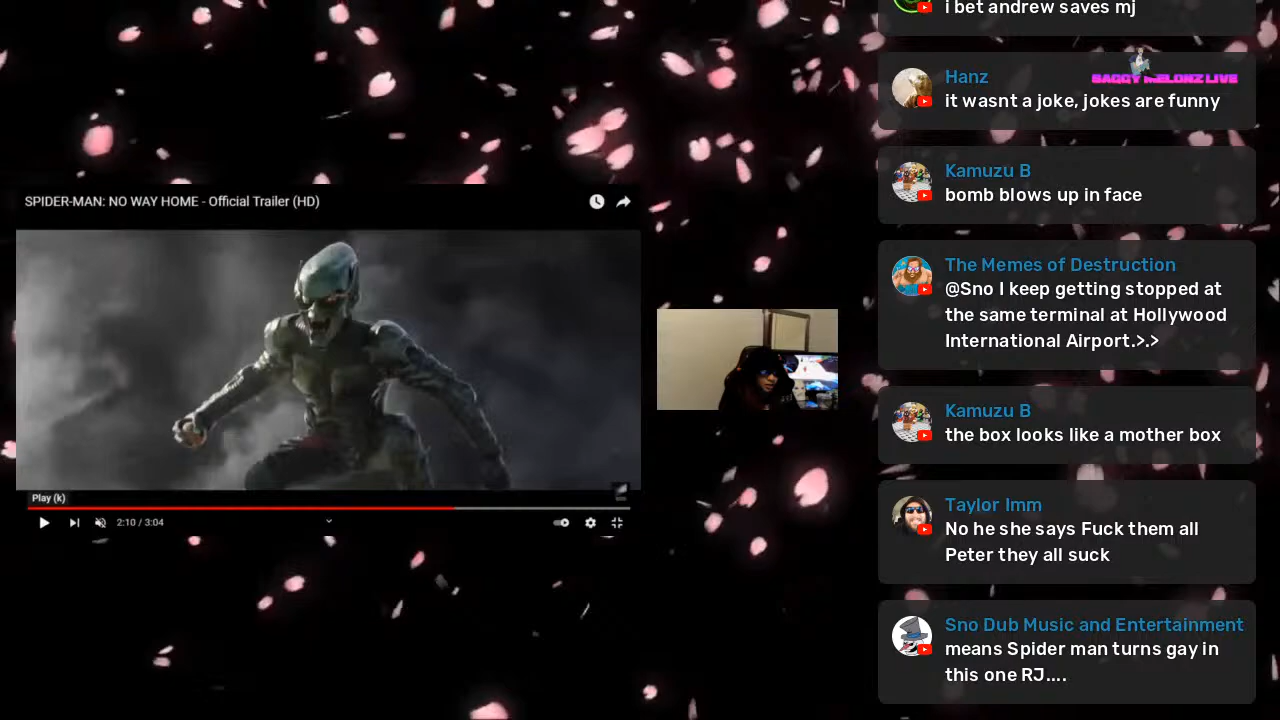 i bet andrew saves mj
Hanz
SAGGY MELONZ LIVE
it wasnt a joke, jokes are funny
Kamuzu B
bomb blows up in face
SPIDER-MAN: NO WAY HOME - Official Trailer (HD)
The Memes of Destruction
@Sno I keep getting stopped at
the same terminal at Hollywood
International Airport.>.>
Kamuzu B
the box looks like a mother box
Play (k)
2:10 / 3:04
Taylor Imm
No he she says Fuck them all
Peter they all suck
Sno Dub Music and Entertainment
means Spider man turns gay in
this one RJ....